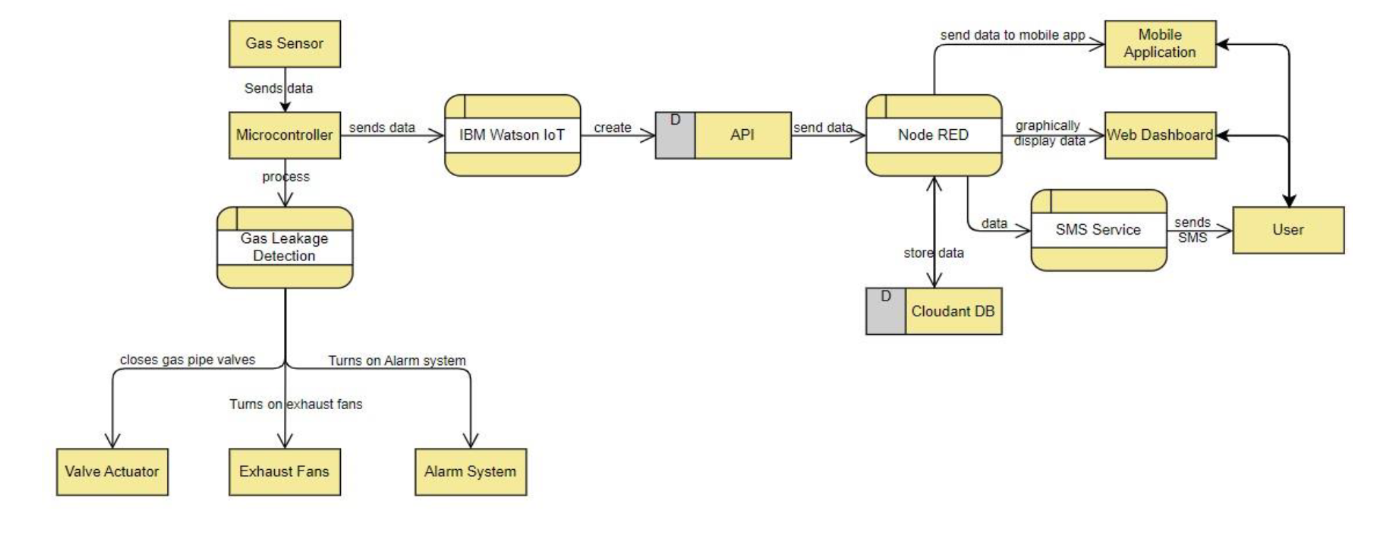 Gas Sensor
Sends data
Microcontroller
sends data
IBM Watson IoT
create
D
API
send data
Node RED
send data to mobile app
Mobile
Application
graphically
display data
Web Dashboard
data
SMS Service
sends
SMS
User
store data
D
Cloudant DB
process
Gas Leakage
Detection
closes gas pipe valves
Turns on exhaust fans
Turns on Alarm system
Valve Actuator
Exhaust Fans
Alarm System